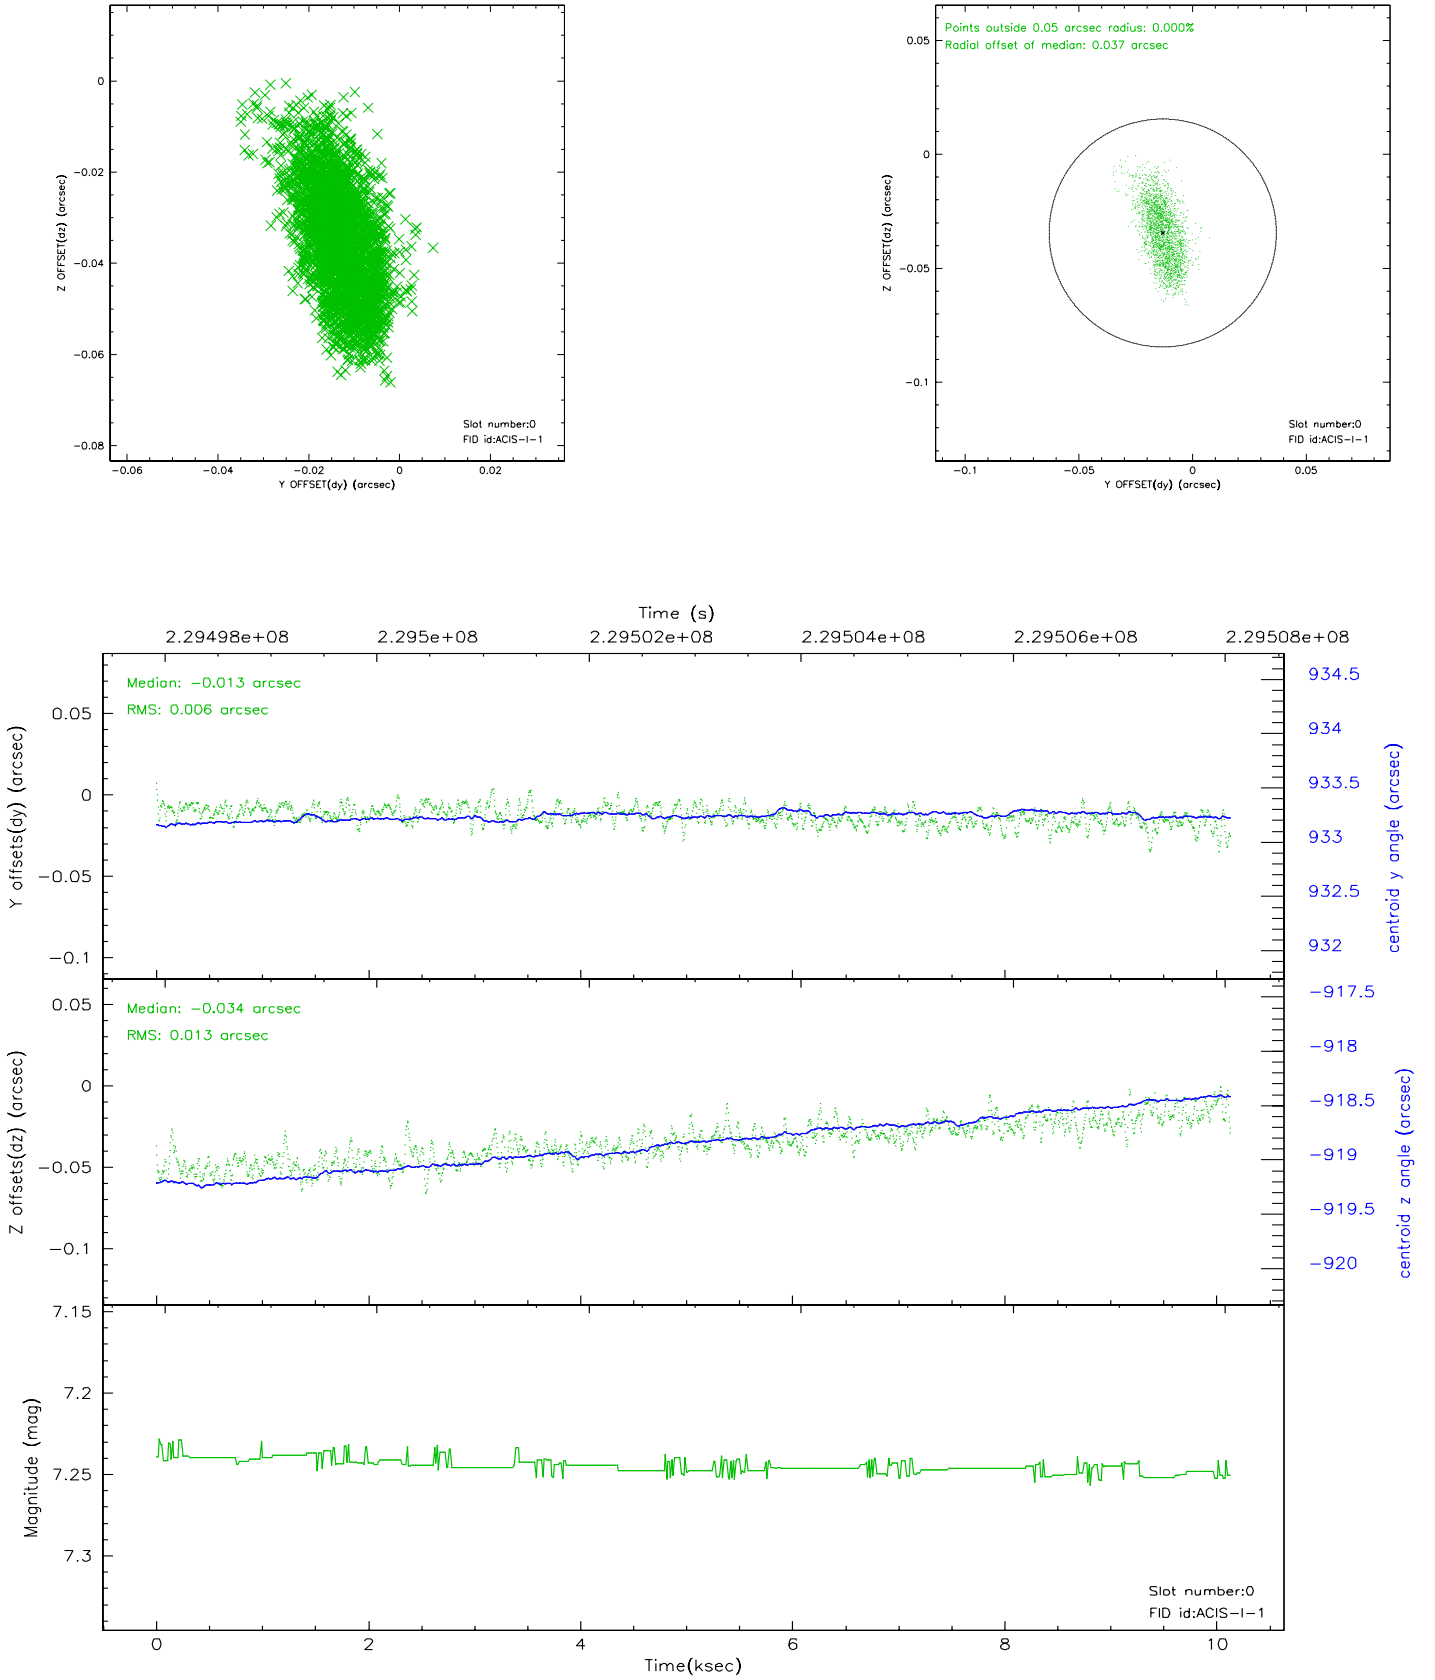 0
−0.02
−0.04
−0.06
−0.08
Z OFFSET(dz) (arcsec)
Slot number:0
FID id:ACIS−I−1
−0.06 −0.04 −0.02 0 0.02
Y OFFSET(dy) (arcsec)
Points outside 0.05 arcsec radius: 0.000%
Radial offset of median: 0.037 arcsec
0.05
0
−0.05
−0.1
Z OFFSET(dz) (arcsec)
Slot number:0
FID id:ACIS−I−1
−0.1 −0.05 0 0.05
Y OFFSET(dy) (arcsec)
Time (s)
2.29498e+08 2.295e+08 2.29502e+08 2.29504e+08 2.29506e+08 2.29508e+08
Median: −0.013 arcsec
RMS: 0.006 arcsec
0.05
0
−0.05
−0.1
Y offsets(dy) (arcsec)
934.5
934
933.5
933
932.5
932
centroid y angle (arcsec)
Median: −0.034 arcsec
RMS: 0.013 arcsec
0.05
0
−0.05
−0.1
Z offsets(dz) (arcsec)
−917.5
−918
−918.5
−919
−919.5
−920
centroid z angle (arcsec)
7.15
7.2
7.25
7.3
Magnitude (mag)
Slot number:0
FID id:ACIS−I−1
0 2 4 6 8 10
Time(ksec)